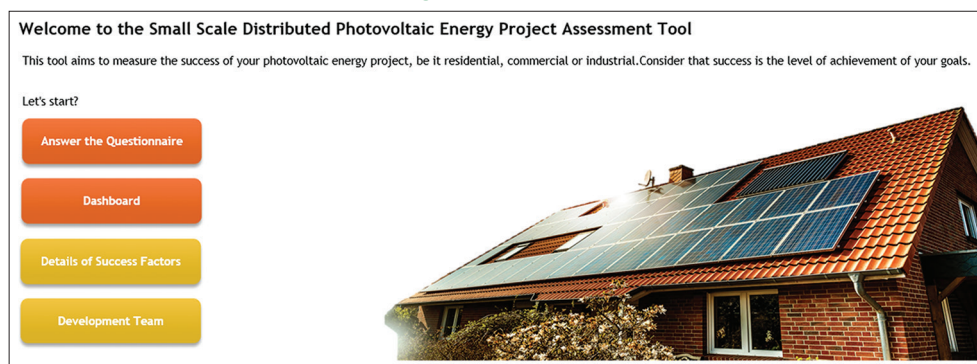 Welcome to the Small Scale Distributed Photovoltaic Energy Project Assessment Tool
This tool aims to measure the success of your photovoltaic energy project, be it residential, commercial or industrial.Consider that success is the level of achievement of your goals.
Let's start?
Answer the Questionnaire
Dashboard
Details of Success Factors
Development Team